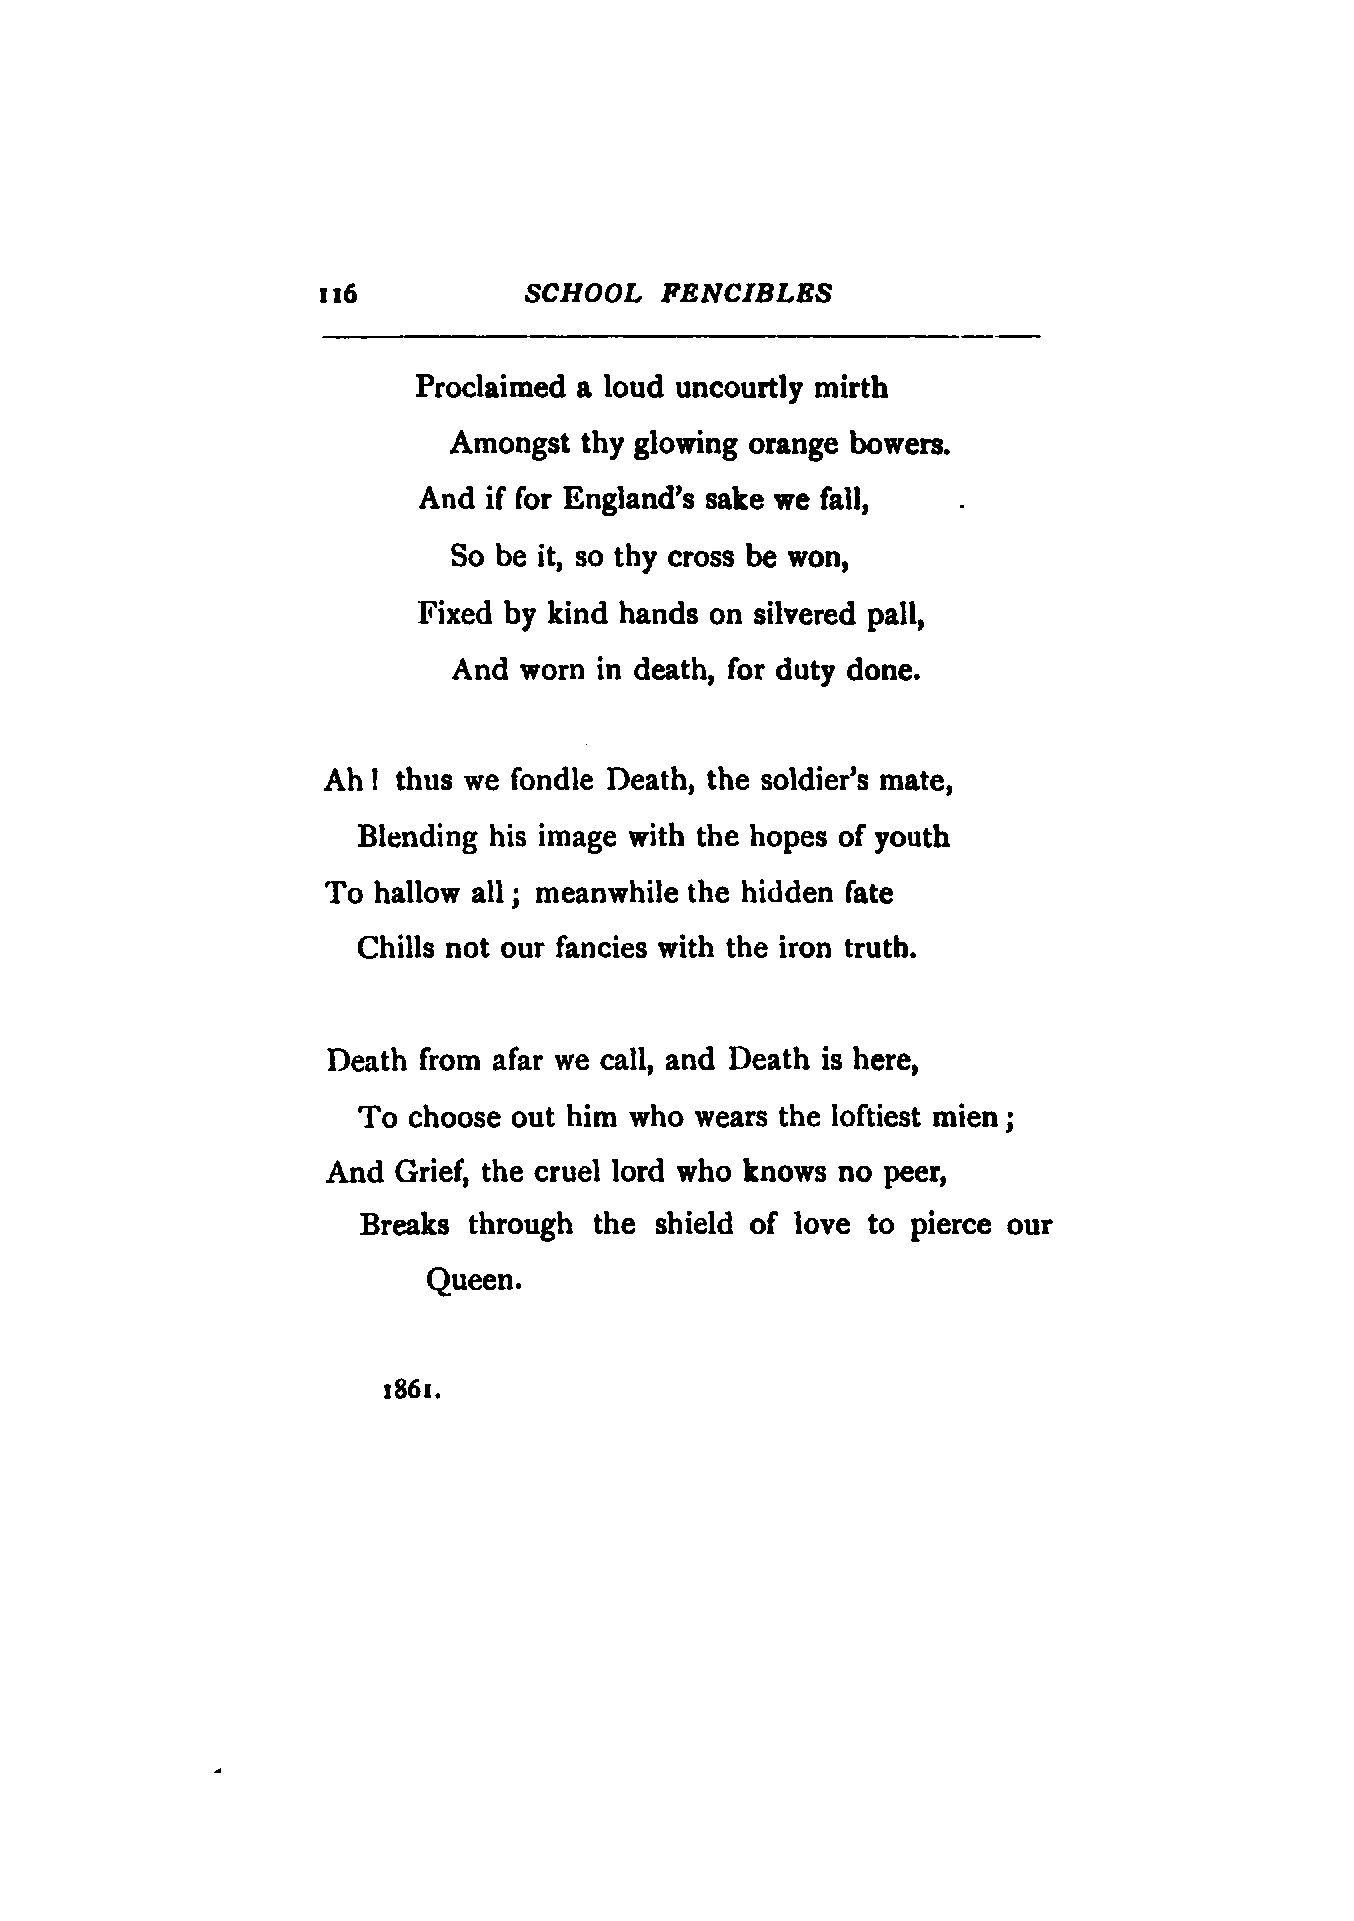 116 SCHOOL FENCIBLES
Proclaimed a loud uncourtly mirth
Amongst thy glowing orange bowers.
And if for England's sake we fall,
So be it, so thy cross be won,
Fixed by kind hands on silvered pall,
And worn in death, for duty done.
Ah! thus we fondle Death, the soldier's mate,
Blending his image with the hopes of youth
To hallow all; meanwhile the hidden fate
Chills not our fancies with the iron truth.
Death from afar we call, and Death is here,
To choose out him who wears the loftiest mien;
And Grief, the cruel lord who knows no peer,
Breaks through the shield of love to pierce our
Queen.
1861.